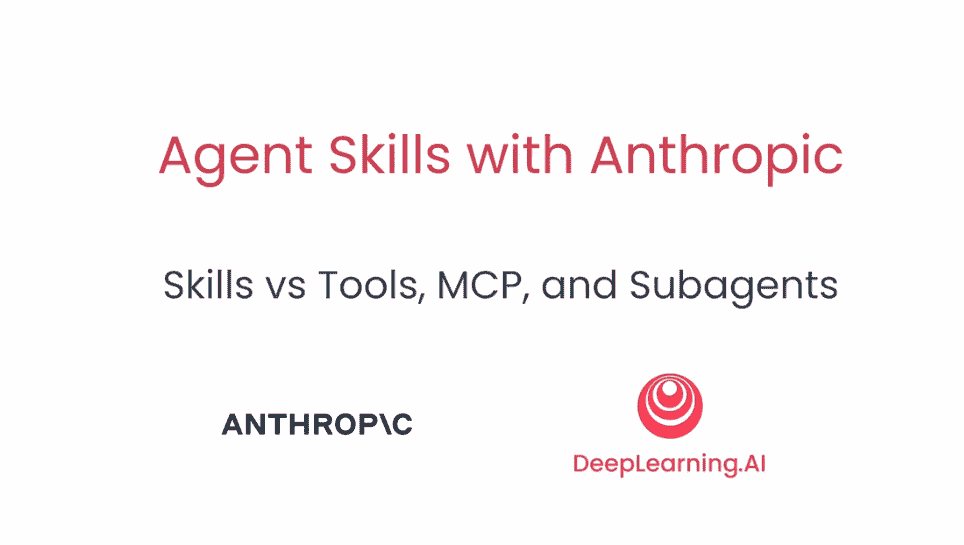 Agent Skills with Anthropic
Skills vs Tools, MCP, and Subagents
ANTHROP\C
DeepLearning.AI